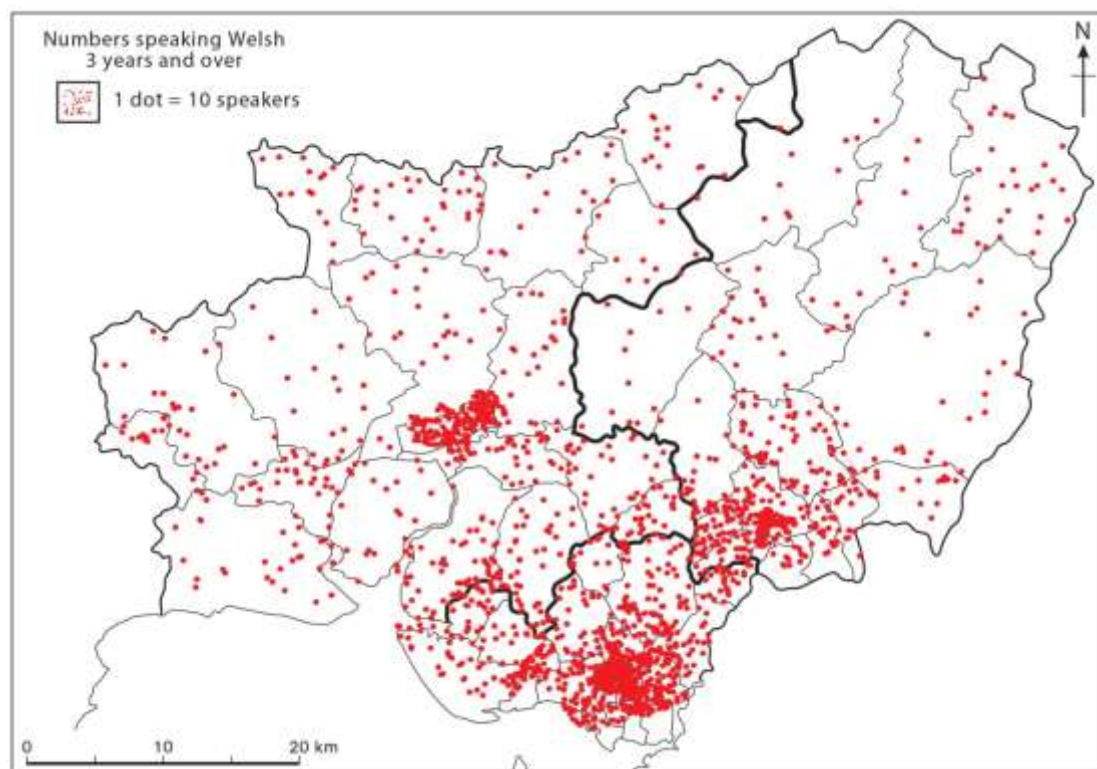 Numbers speaking Welsh
3 years and over
1 dot = 10 speakers
N
0 10 20 km